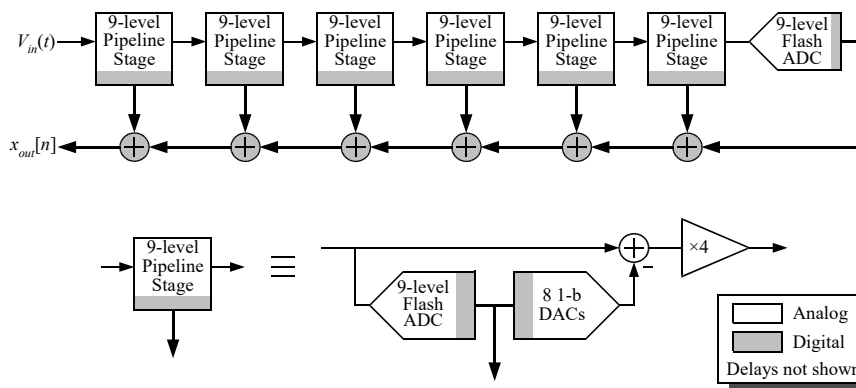 V_in(t)
9-level
Pipeline
Stage
9-level
Pipeline
Stage
9-level
Pipeline
Stage
9-level
Pipeline
Stage
9-level
Pipeline
Stage
9-level
Pipeline
Stage
9-level
Flash
ADC
x_out[n]
+
+
+
+
+
+
9-level
Pipeline
Stage
≡
9-level
Flash
ADC
8 1-b
DACs
+
-
×4
Analog
Digital
Delays not shown